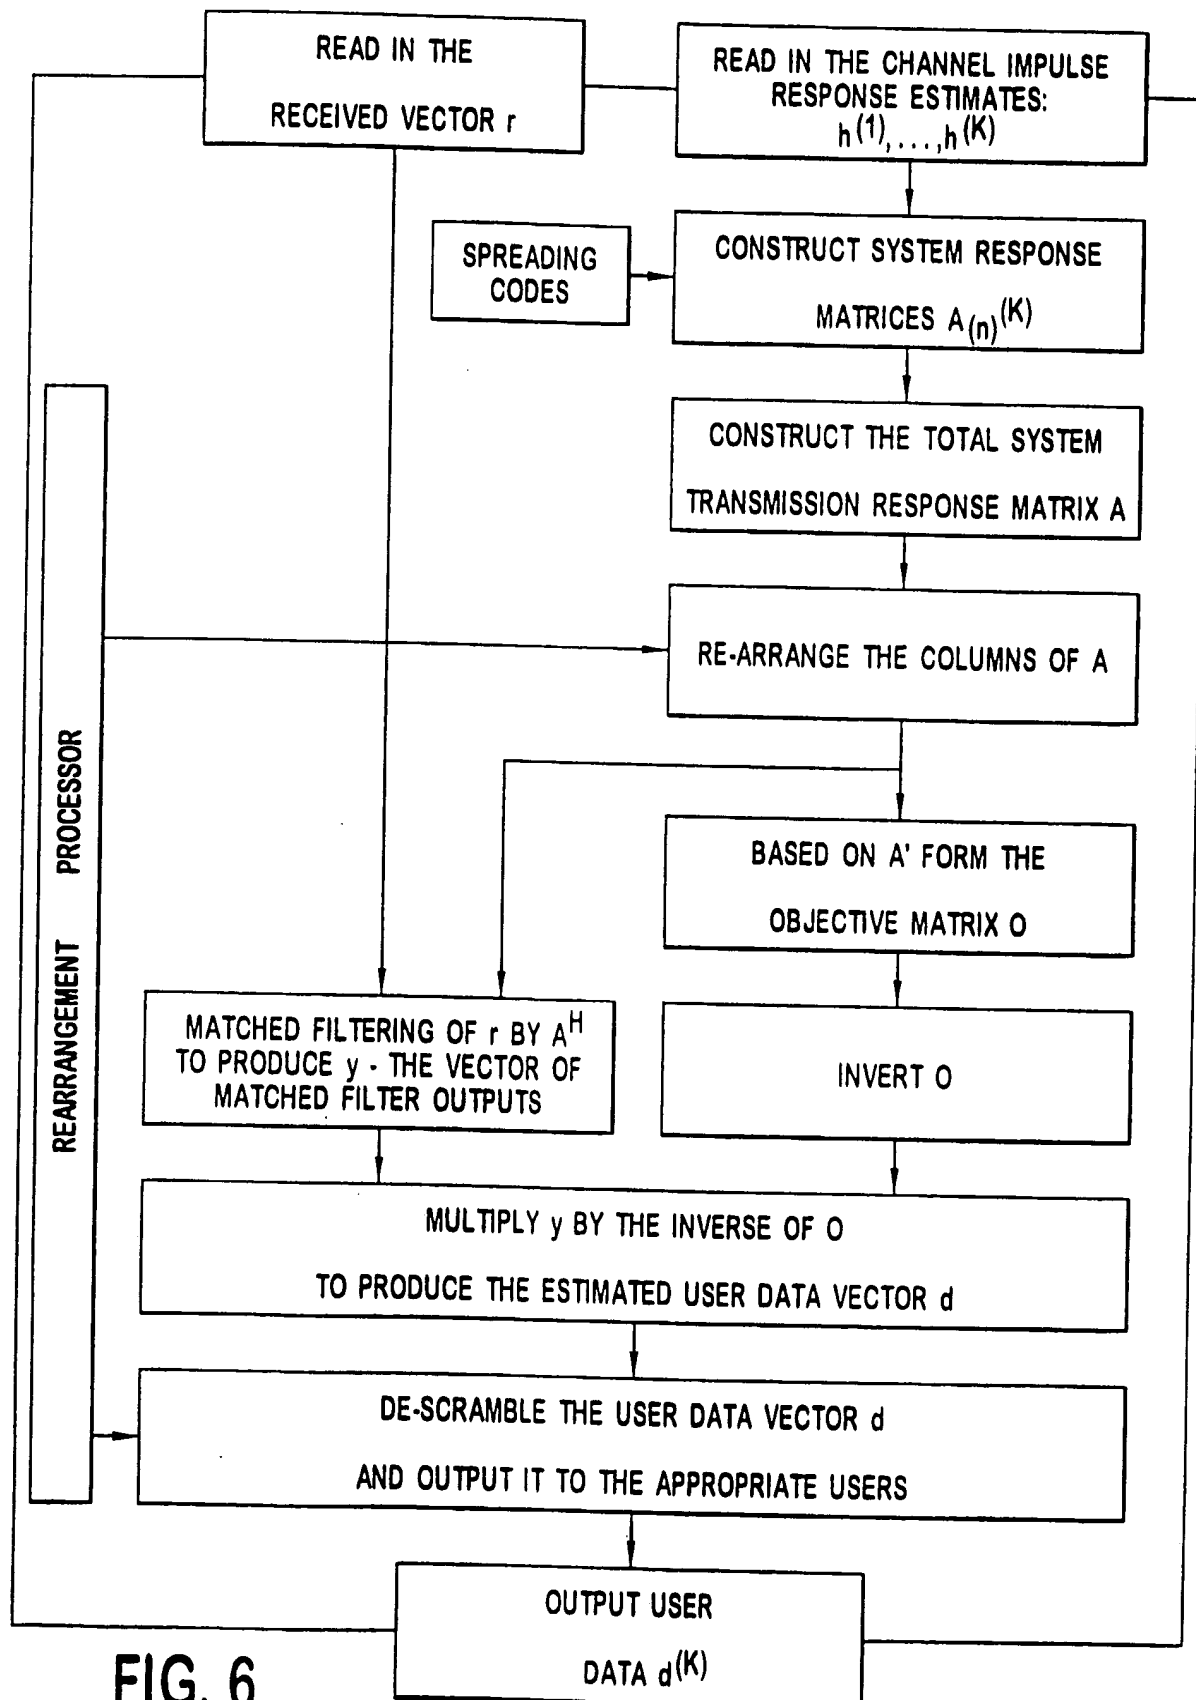 READ IN THE
RECEIVED VECTOR r
READ IN THE CHANNEL IMPULSE
RESPONSE ESTIMATES:
h(1),...,h(K)
SPREADING
CODES
CONSTRUCT SYSTEM RESPONSE
MATRICES A(n)(K)
CONSTRUCT THE TOTAL SYSTEM
TRANSMISSION RESPONSE MATRIX A
RE-ARRANGE THE COLUMNS OF A
REARRANGEMENT PROCESSOR
BASED ON A' FORM THE
OBJECTIVE MATRIX O
MATCHED FILTERING OF r BY AH
TO PRODUCE y - THE VECTOR OF
MATCHED FILTER OUTPUTS
INVERT O
MULTIPLY y BY THE INVERSE OF O
TO PRODUCE THE ESTIMATED USER DATA VECTOR d
DE-SCRAMBLE THE USER DATA VECTOR d
AND OUTPUT IT TO THE APPROPRIATE USERS
OUTPUT USER
DATA d(K)
FIG. 6